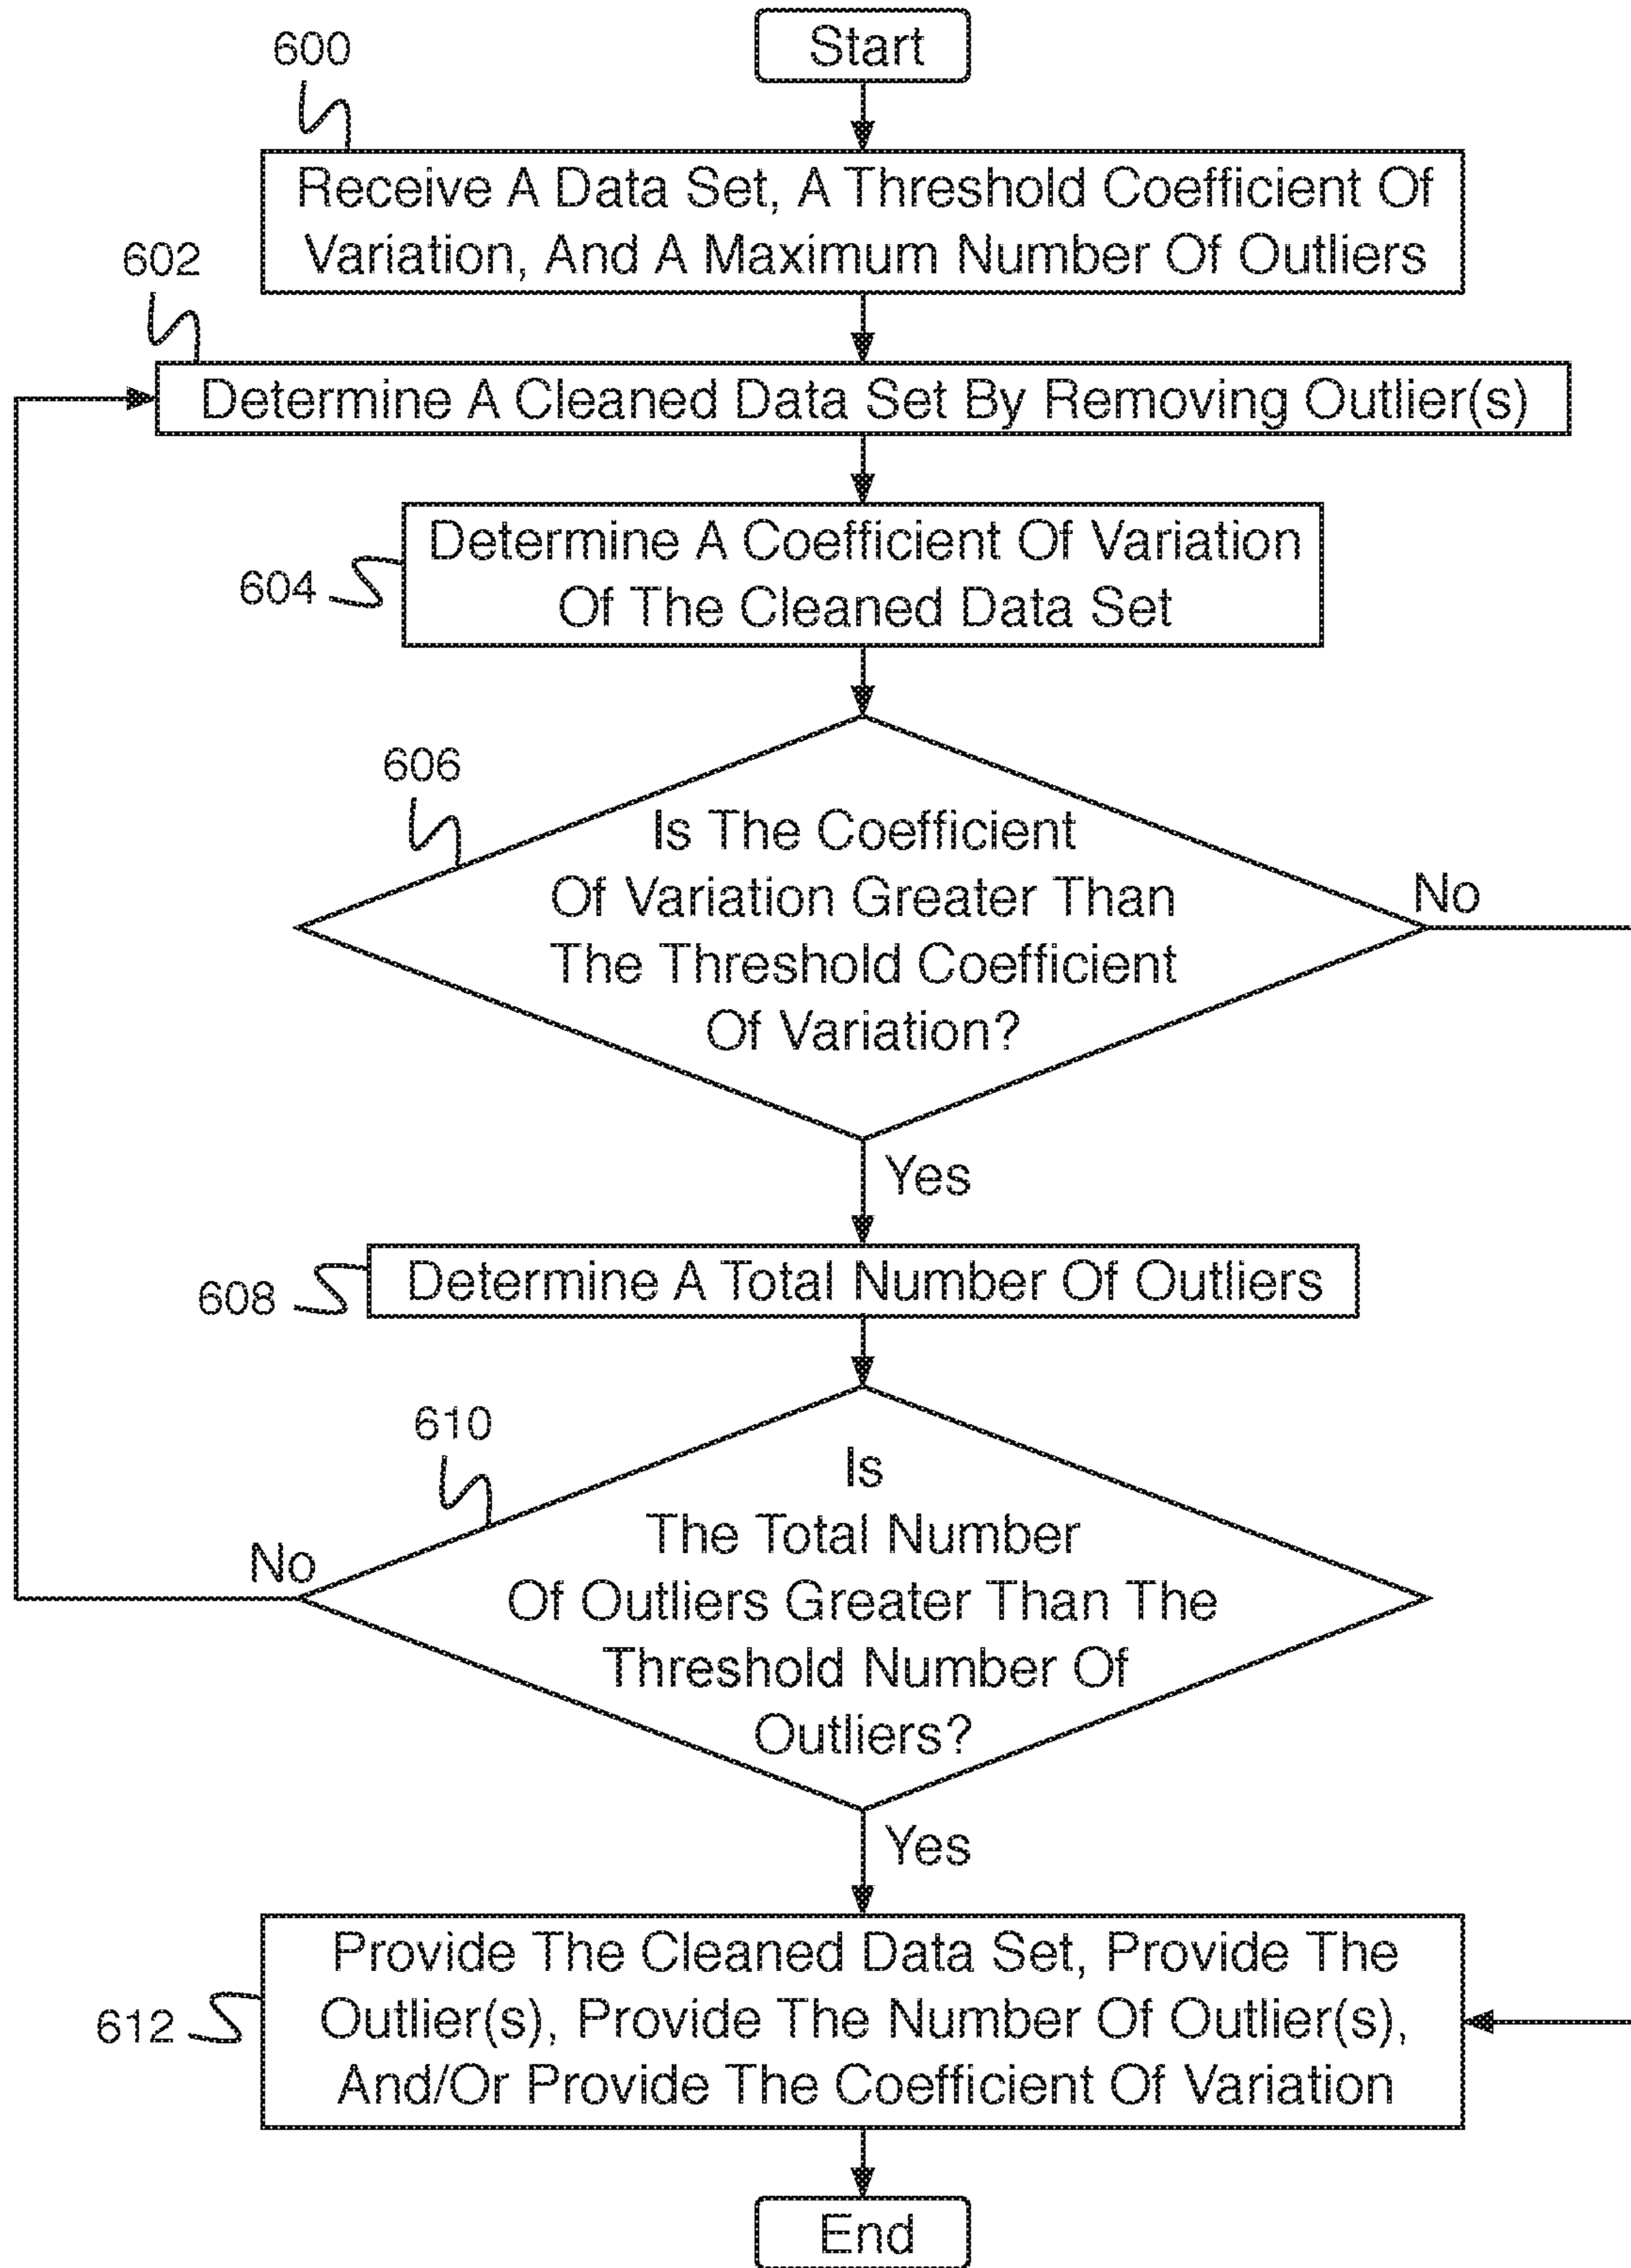 Start
600
Receive A Data Set, A Threshold Coefficient Of
Variation, And A Maximum Number Of Outliers
602
Determine A Cleaned Data Set By Removing Outlier(s)
Determine A Coefficient Of Variation
Of The Cleaned Data Set
604
606
Is The Coefficient
Of Variation Greater Than
The Threshold Coefficient
Of Variation?
No
Yes
Determine A Total Number Of Outliers
608
610
Is
The Total Number
Of Outliers Greater Than The
Threshold Number Of
Outliers?
No
Yes
Provide The Cleaned Data Set, Provide The
Outlier(s), Provide The Number Of Outlier(s),
And/Or Provide The Coefficient Of Variation
612
End